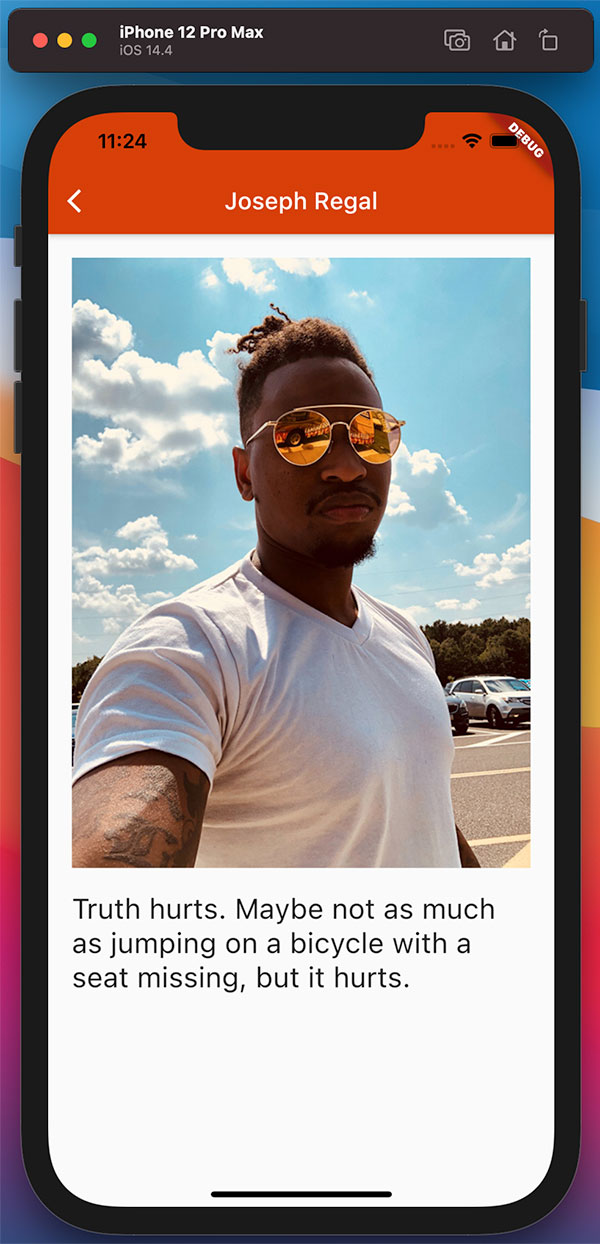 iPhone 12 Pro Max
iOS 14.4
11:24
DEBUG
Joseph Regal
Truth hurts. Maybe not as much
as jumping on a bicycle with a
seat missing, but it hurts.